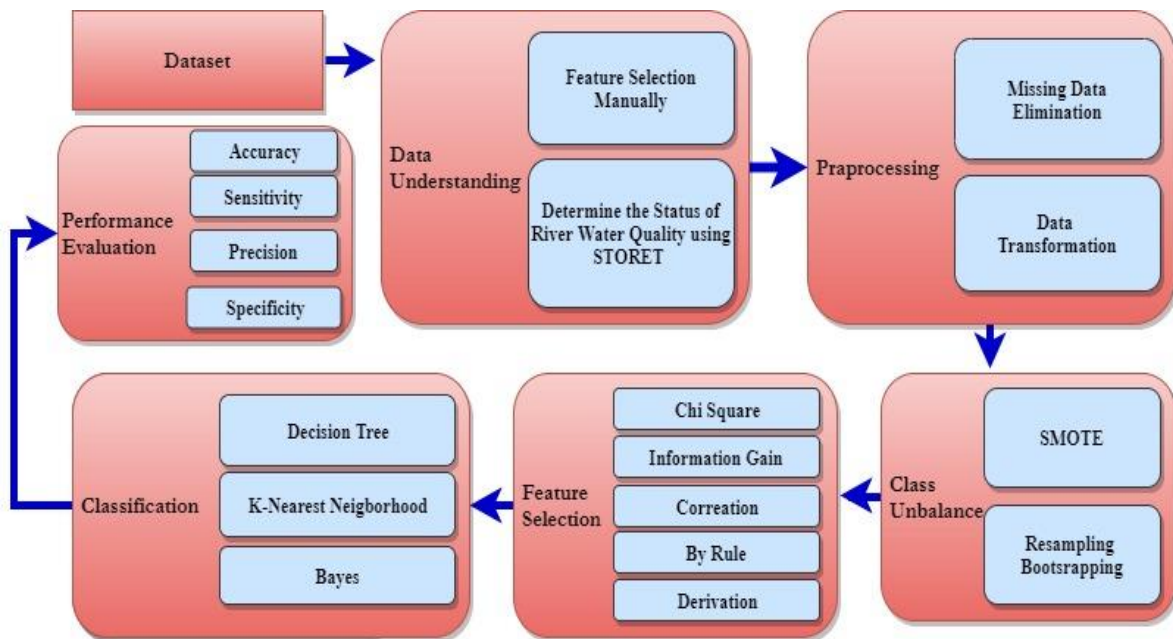 Dataset
Data
Understanding
Feature Selection
Manually
Determine the Status of
River Water Quality using
STORET
Praprocessing
Missing Data
Elimination
Data
Transformation
Class
Unbalance
SMOTE
Resampling
Bootsrapping
Feature
Selection
Chi Square
Information Gain
Correation
By Rule
Derivation
Classification
Decision Tree
K-Nearest Neigborhood
Bayes
Performance
Evaluation
Accuracy
Sensitivity
Precision
Specificity